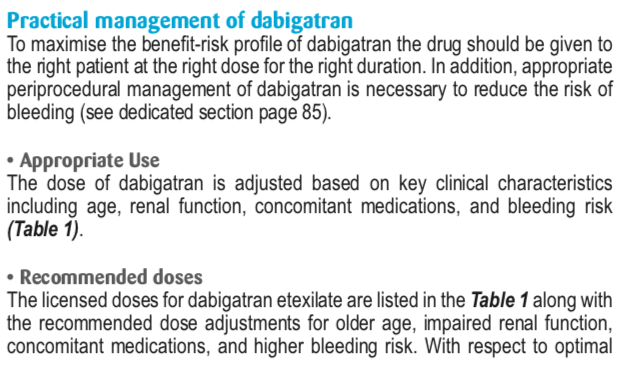 Practical management of dabigatran
To maximise the benefit-risk profile of dabigatran the drug should be given to
the right patient at the right dose for the right duration. In addition, appropriate
periprocedural management of dabigatran is necessary to reduce the risk of
bleeding (see dedicated section page 85).
• Appropriate Use
The dose of dabigatran is adjusted based on key clinical characteristics
including age, renal function, concomitant medications, and bleeding risk
(Table 1).
• Recommended doses
The licensed doses for dabigatran etexilate are listed in the Table 1 along with
the recommended dose adjustments for older age, impaired renal function,
concomitant medications, and higher bleeding risk. With respect to optimal